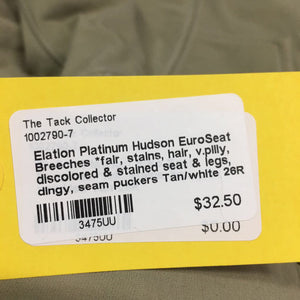 The Tack Collector
1002790-7
Elation Platinum Hudson EuroSeat
Breeches *fair, stains, hair, v.pilly,
discolored & stained seat & legs,
dingy, seam puckers Tan/white 26R
$32.50
3475UU
$0.00
3475UU